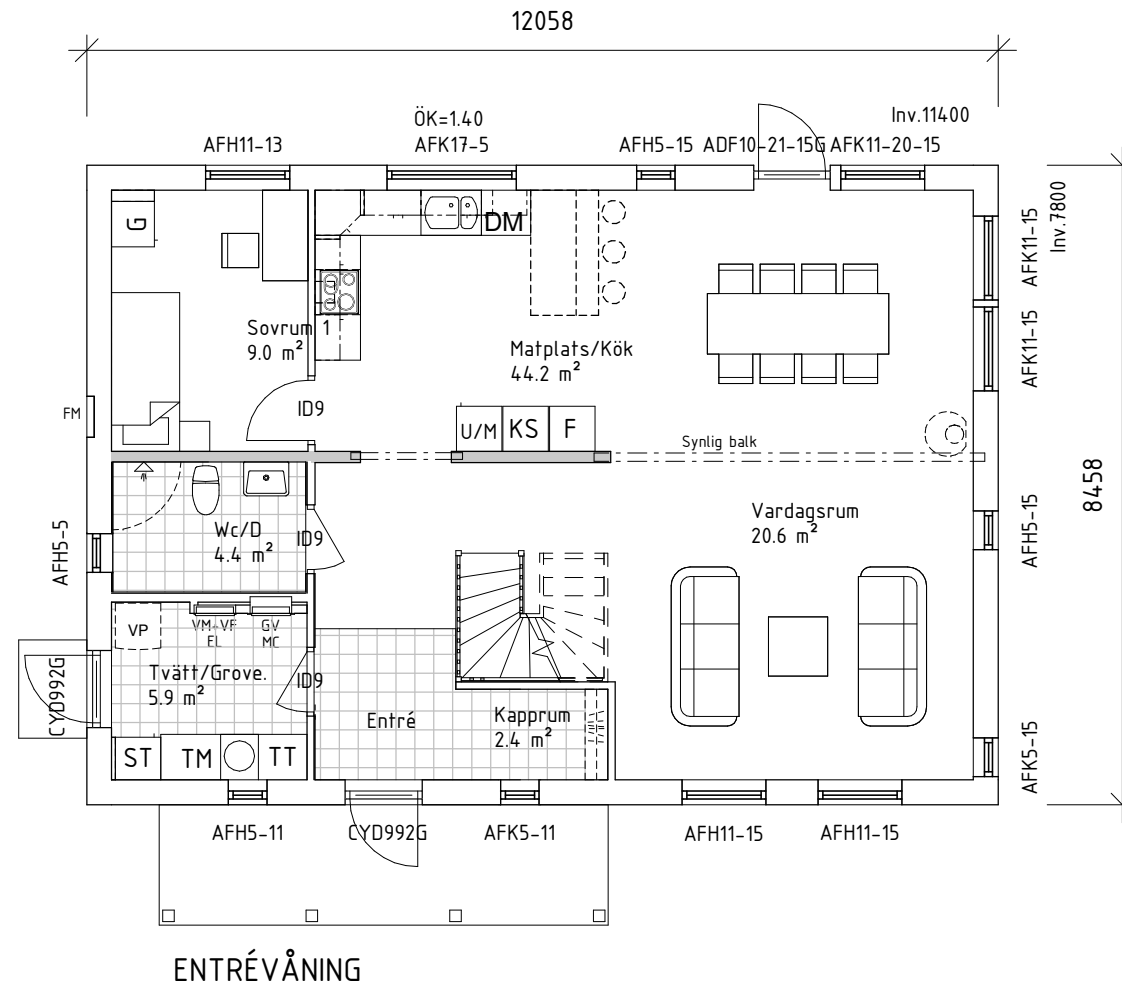 12058
ÖK=1.40
Inv.11400
AFH11-13
AFK17-5
AFH5-15
ADF10-21-15G
AFK11-20-15
Inv.7800
AFK11-15
G
DM
Sovrum 1
9.0 m²
Matplats/Kök
44.2 m²
AFK11-15
FM
ID9
U/M
KS
F
Synlig balk
8458
Vardagsrum
20.6 m²
AFH5-15
AFH5-5
Wc/D
4.4 m²
ID9
VP
VM+VF
EL
GV
MC
Tvätt/Grove.
5.9 m²
ID9
CYD992G
Entré
Kapprum
2.4 m²
ST
TM
TT
AFK5-15
AFH5-11
CYD992G
AFK5-11
AFH11-15
AFH11-15
ENTRÉVÅNING